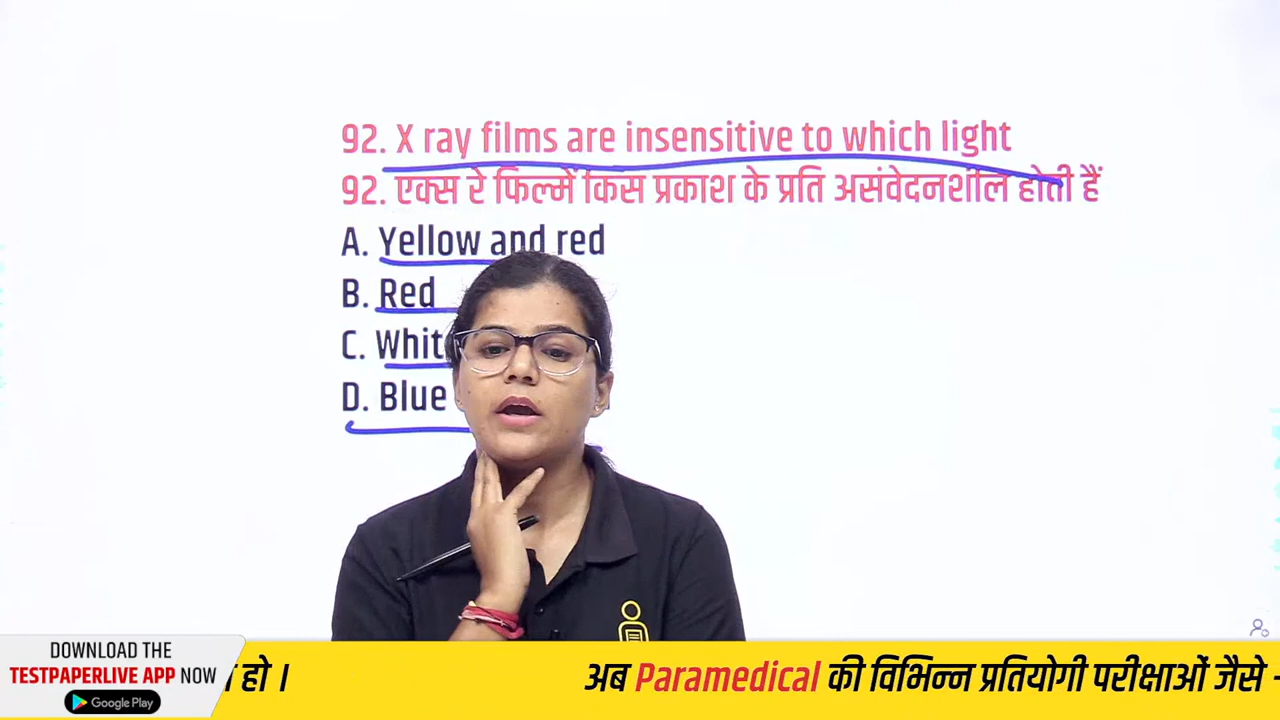 92. X ray films are insensitive to which light
92. एक्स रे फिल्में किस प्रकाश के प्रति असंवेदनशील होती हैं
A. Yellow and red
B. Red
C.
D. Blue
DOWNLOAD THE
TESTPAPERLIVE APP NOW
Google Play
हो ।
अब Paramedical की विभिन्न प्रतियोगी परीक्षाओं जैसे -